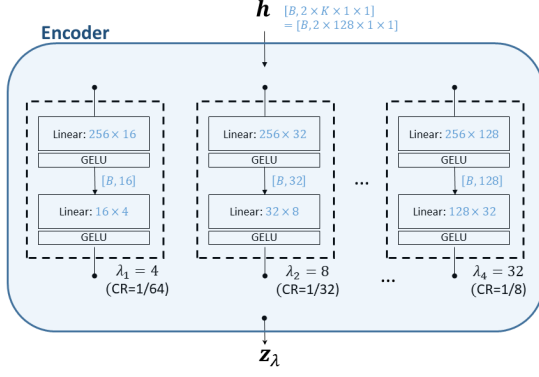 h
[B, 2 × K × 1 × 1]
= [B, 2 × 128 × 1 × 1]
Encoder
Linear: 256 × 16
GELU
[B, 16]
Linear: 16 × 4
GELU
λ₁ = 4
(CR=1/64)
Linear: 256 × 32
GELU
[B, 32]
Linear: 32 × 8
GELU
λ₂ = 8
(CR=1/32)
...
...
Linear: 256 × 128
GELU
[B, 128]
Linear: 128 × 32
GELU
λ₄ = 32
(CR=1/8)
z_λ